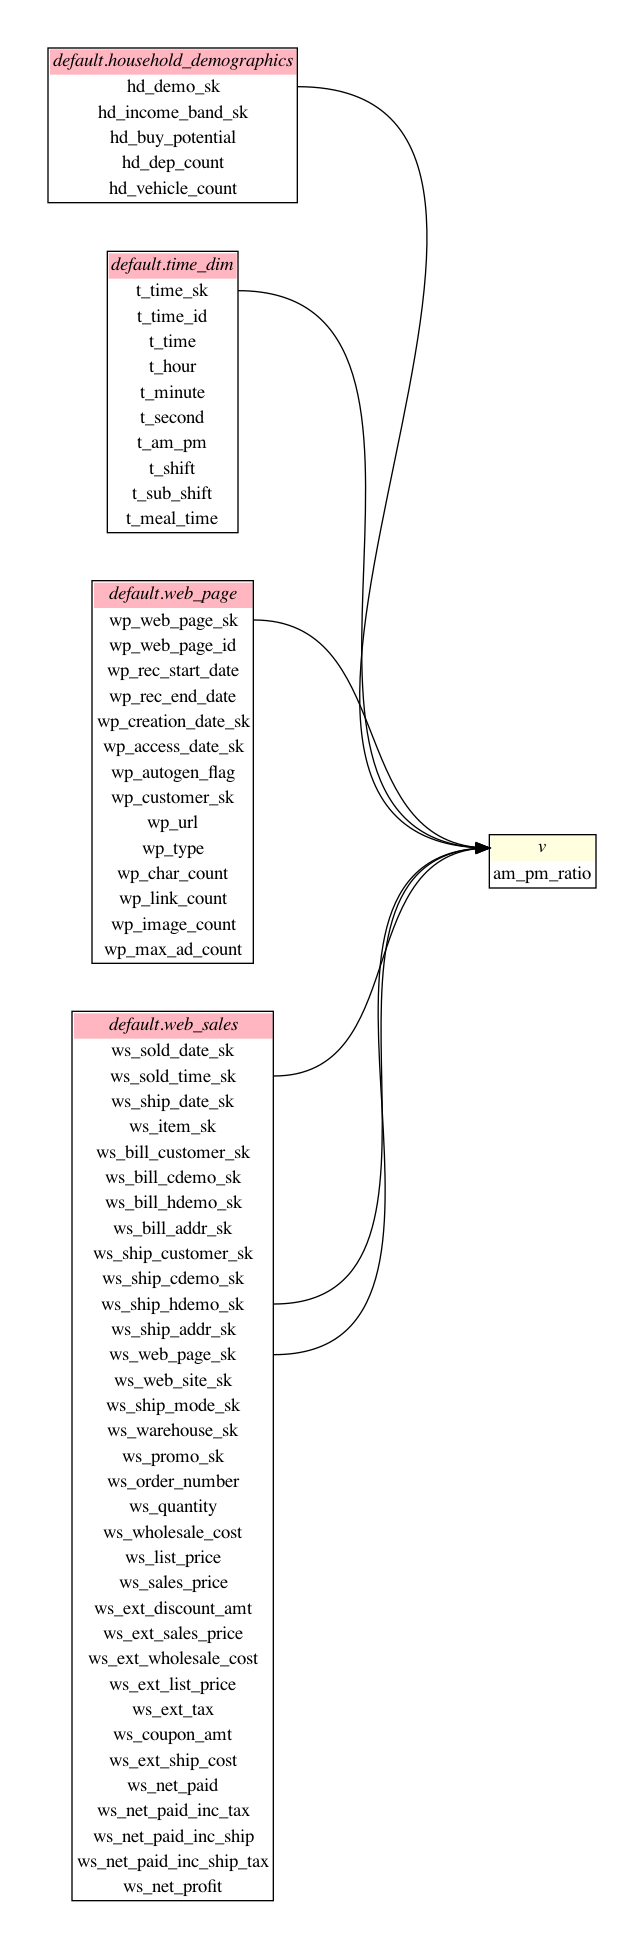 default.household_demographics
hd_demo_sk
hd_income_band_sk
hd_buy_potential
hd_dep_count
hd_vehicle_count
default.time_dim
t_time_sk
t_time_id
t_time
t_hour
t_minute
t_second
t_am_pm
t_shift
t_sub_shift
t_meal_time
default.web_page
wp_web_page_sk
wp_web_page_id
wp_rec_start_date
wp_rec_end_date
wp_creation_date_sk
wp_access_date_sk
wp_autogen_flag
wp_customer_sk
wp_url
wp_type
wp_char_count
wp_link_count
wp_image_count
wp_max_ad_count
v
am_pm_ratio
default.web_sales
ws_sold_date_sk
ws_sold_time_sk
ws_ship_date_sk
ws_item_sk
ws_bill_customer_sk
ws_bill_cdemo_sk
ws_bill_hdemo_sk
ws_bill_addr_sk
ws_ship_customer_sk
ws_ship_cdemo_sk
ws_ship_hdemo_sk
ws_ship_addr_sk
ws_web_page_sk
ws_web_site_sk
ws_ship_mode_sk
ws_warehouse_sk
ws_promo_sk
ws_order_number
ws_quantity
ws_wholesale_cost
ws_list_price
ws_sales_price
ws_ext_discount_amt
ws_ext_sales_price
ws_ext_wholesale_cost
ws_ext_list_price
ws_ext_tax
ws_coupon_amt
ws_ext_ship_cost
ws_net_paid
ws_net_paid_inc_tax
ws_net_paid_inc_ship
ws_net_paid_inc_ship_tax
ws_net_profit